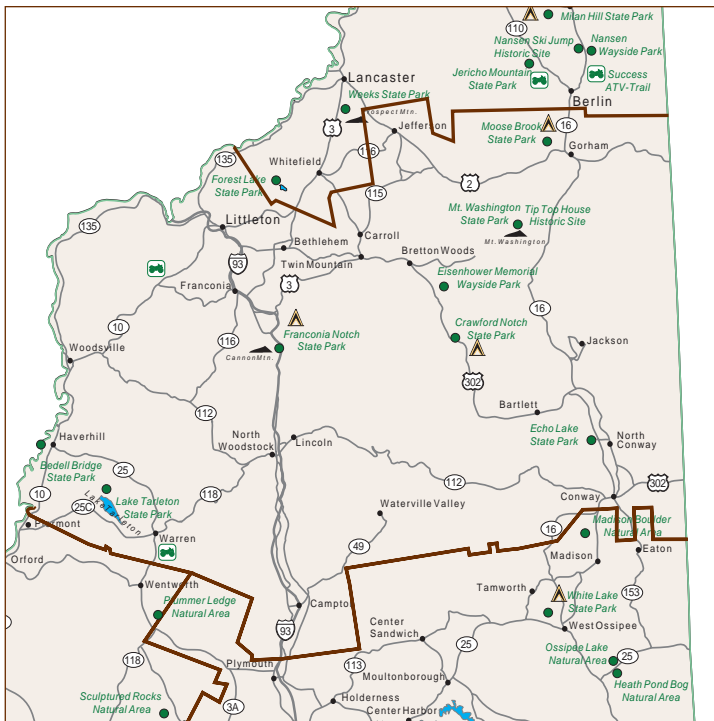 Milan Hill State Park
110
Nansen Ski Jump
Historic Site
Nansen
Wayside Park
Lancaster
Jericho Mountain
State Park
Success
ATV-Trail
Weeks State Park
Berlin
Prospect Mtn.
3
Jefferson
Moose Brook
State Park
16
135
116
Whitefield
Gorham
Forest Lake
State Park
2
115
Mt. Washington
State Park
Tip Top House
Historic Site
135
Littleton
Carroll
Mt. Washington
Bethlehem
Bretton Woods
93
Twin Mountain
Eisenhower Memorial
Wayside Park
Franconia
3
16
10
Franconia Notch
State Park
Crawford Notch
State Park
116
Jackson
Woodsville
Cannon Mtn.
302
112
Bartlett
Echo Lake
State Park
Haverhill
North
Woodstock
Lincoln
North
Conway
Bedell Bridge
State Park
25
112
302
10
118
Lake Tarleton
Lake Tarleton
State Park
25C
Waterville Valley
Conway
Piermont
16
Madison Boulder
Natural Area
Warren
49
Eaton
Orford
Madison
Wentworth
Tamworth
153
Plummer Ledge
Natural Area
Campton
White Lake
State Park
93
Center
Sandwich
West Ossipee
118
25
Ossipee Lake
Natural Area
25
Plymouth
113
Moultonborough
Heath Pond Bog
Natural Area
Sculptured Rocks
Natural Area
3A
Holderness
Center Harbor